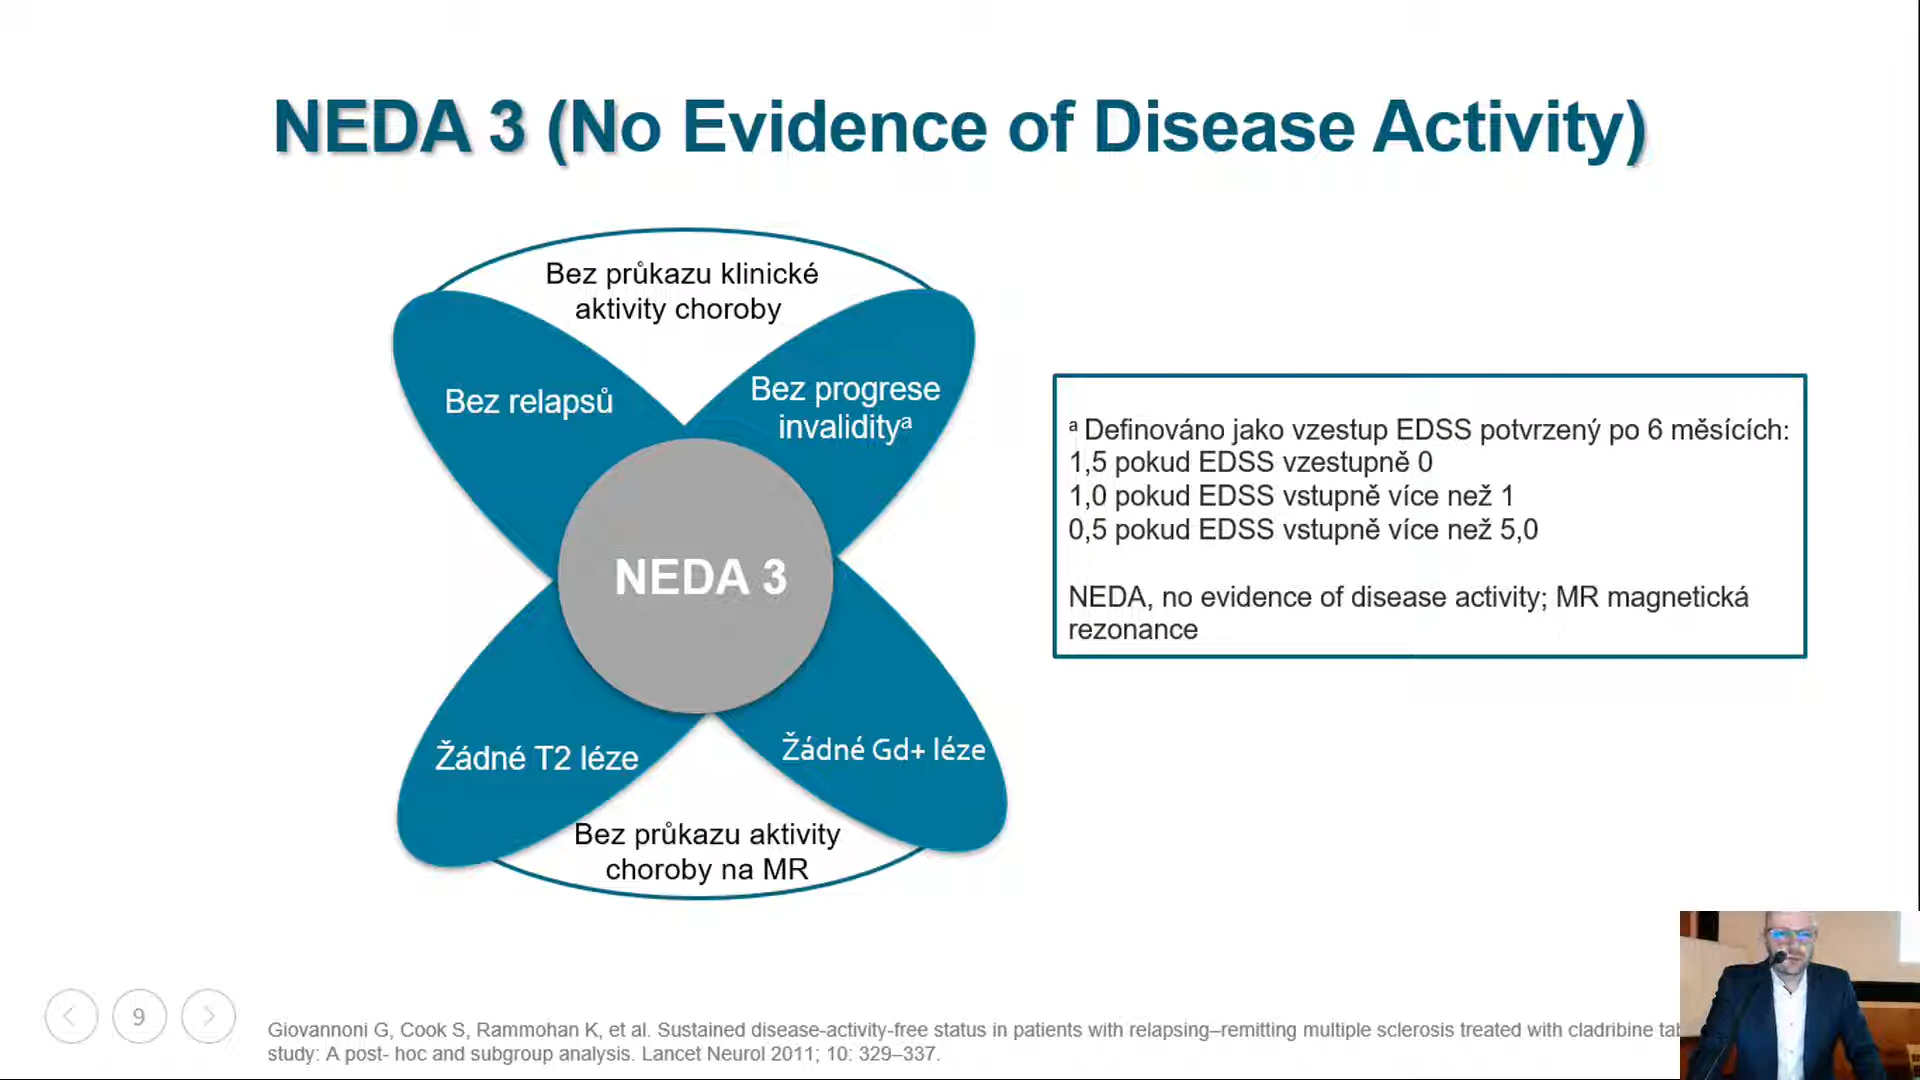 NEDA 3 (No Evidence of Disease Activity)
Bez průkazu klinické
aktivity choroby
Bez relapsů
Bez progrese
invalidityᵃ
NEDA 3
Žádné T2 léze
Žádné Gd+ léze
Bez průkazu aktivity
choroby na MR
ᵃ Definováno jako vzestup EDSS potvrzený po 6 měsících:
1,5 pokud EDSS vzestupně 0
1,0 pokud EDSS vstupně více než 1
0,5 pokud EDSS vstupně více než 5,0
NEDA, no evidence of disease activity; MR magnetická
rezonance
9
Giovannoni G, Cook S, Rammohan K, et al. Sustained disease-activity-free status in patients with relapsing–remitting multiple sclerosis treated with cladribine
study: A post- hoc and subgroup analysis. Lancet Neurol 2011; 10: 329–337.